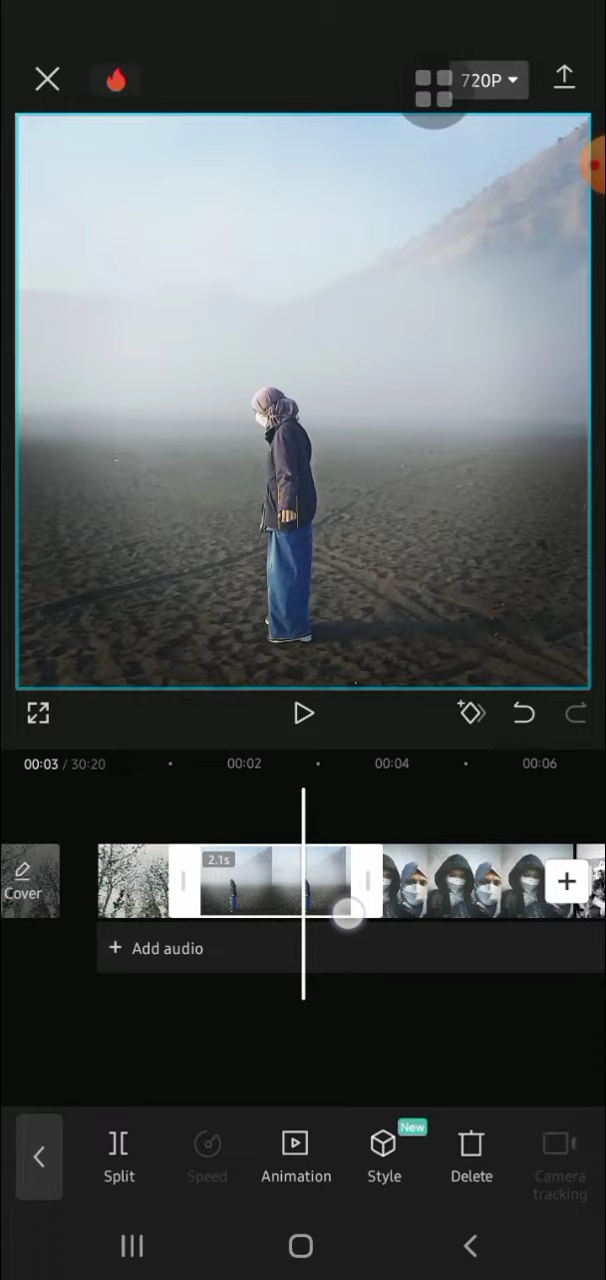 720P
00:03 / 30:20
00:02
00:04
00:06
Cover
2.1s
+ Add audio
New
Split
Speed
Animation
Style
Delete
Camera
tracking